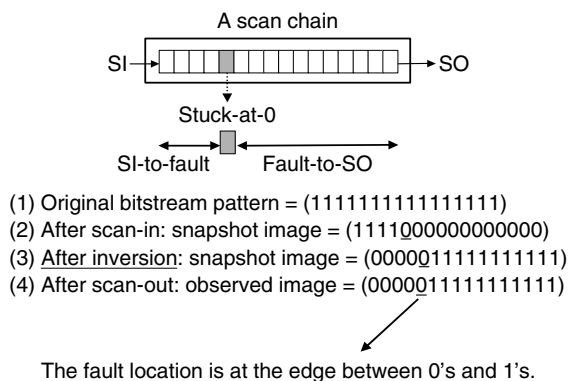 A scan chain
SI
SO
Stuck-at-0
SI-to-fault
Fault-to-SO
(1) Original bitstream pattern = (1111111111111111)
(2) After scan-in: snapshot image = (1111000000000000)
(3) After inversion: snapshot image = (0000011111111111)
(4) After scan-out: observed image = (0000011111111111)
The fault location is at the edge between 0's and 1's.